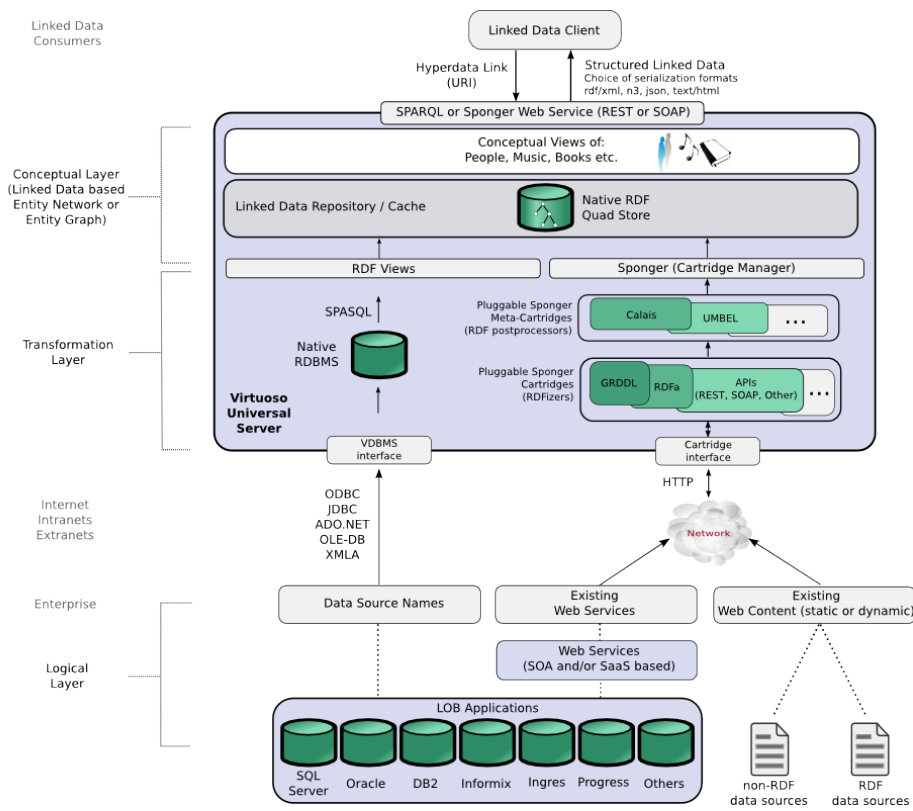 Linked Data
Consumers
Linked Data Client
Hyperdata Link
(URI)
Structured Linked Data
Choice of serialization formats
rdf/xml, n3, json, text/html
SPARQL or Sponger Web Service (REST or SOAP)
Conceptual Views of:
People, Music, Books etc.
Conceptual Layer
(Linked Data based
Entity Network or
Entity Graph)
Linked Data Repository / Cache
Native RDF
Quad Store
RDF Views
Sponger (Cartridge Manager)
SPASQL
Pluggable Sponger
Meta-Cartridges
(RDF postprocessors)
Calais
UMBEL
...
Transformation
Layer
Native
RDBMS
Pluggable Sponger
Cartridges
(RDFizers)
GRDDL
RDFa
APIs
(REST, SOAP, Other)
...
Virtuoso
Universal
Server
VDBMS
interface
Cartridge
interface
HTTP
Internet
Intranets
Extranets
ODBC
JDBC
ADO.NET
OLE-DB
XMLA
Network
Enterprise
Data Source Names
Existing
Web Services
Existing
Web Content (static or dynamic)
Logical
Layer
Web Services
(SOA and/or SaaS based)
LOB Applications
SQL
Server
Oracle
DB2
Informix
Ingres
Progress
Others
non-RDF
data sources
RDF
data sources